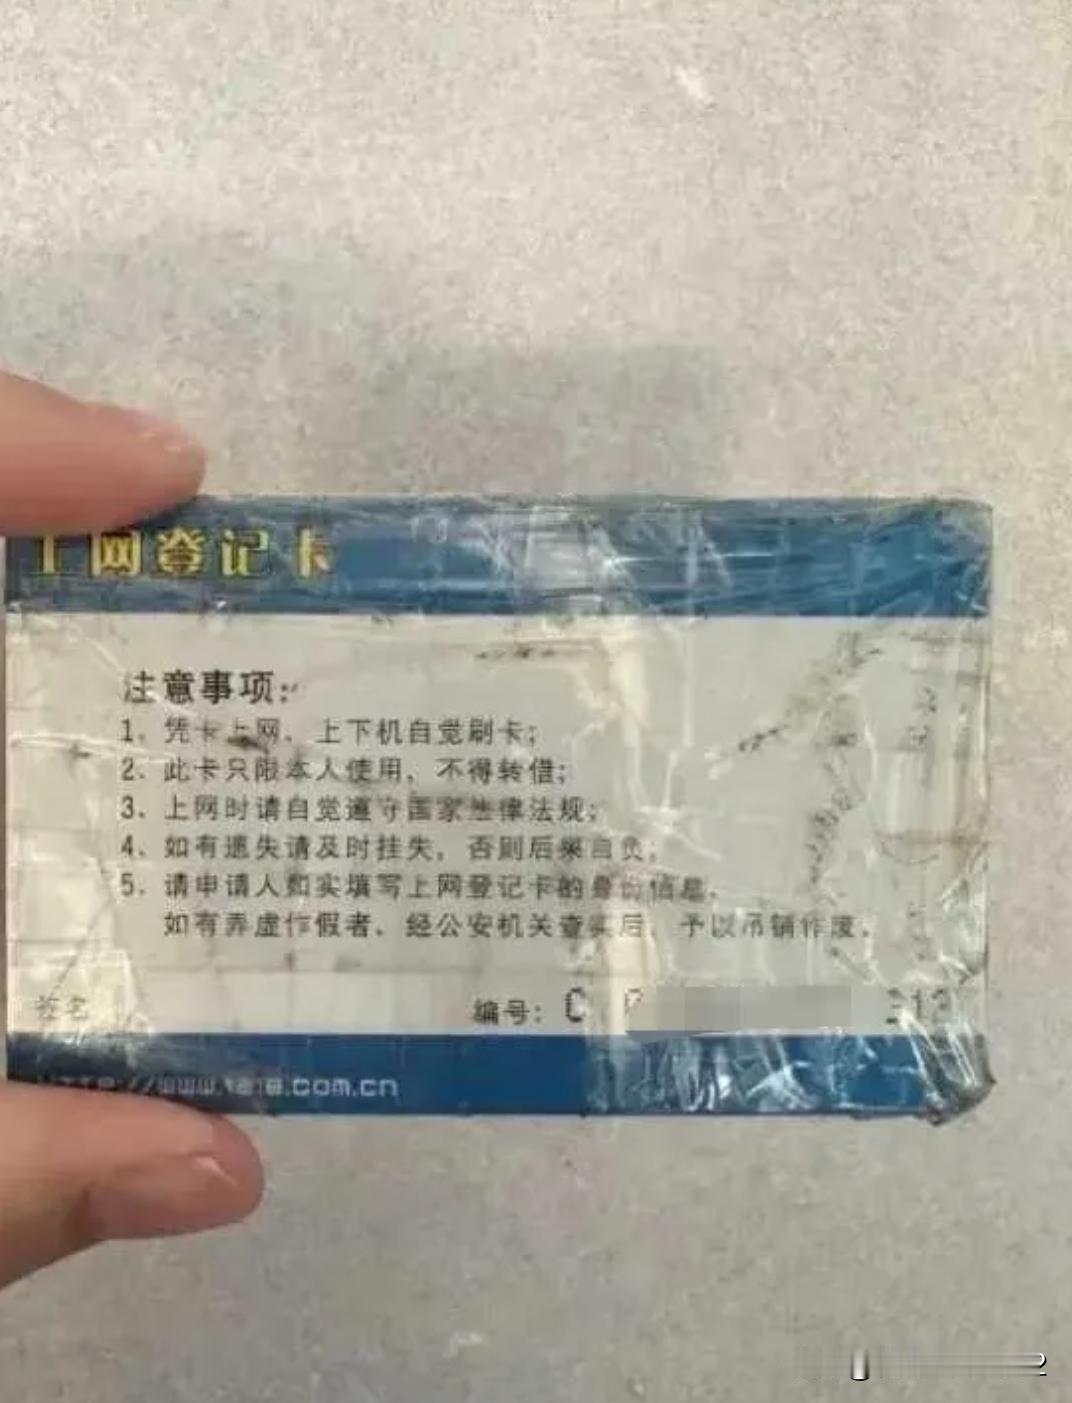 上网登记卡
注意事项:
1、凭卡上网、上下机自觉刷卡;
2、此卡只限本人使用，不得转借;
3、上网时请自觉遵守国家法律法规;
4、如有遗失请及时挂失，否则后果自负;
5、请申请人如实填写上网登记卡的身份信息，
如有弄虚作假者、经公安机关查实后，予以吊销作废。
签名
编号: C 312
.com.cn